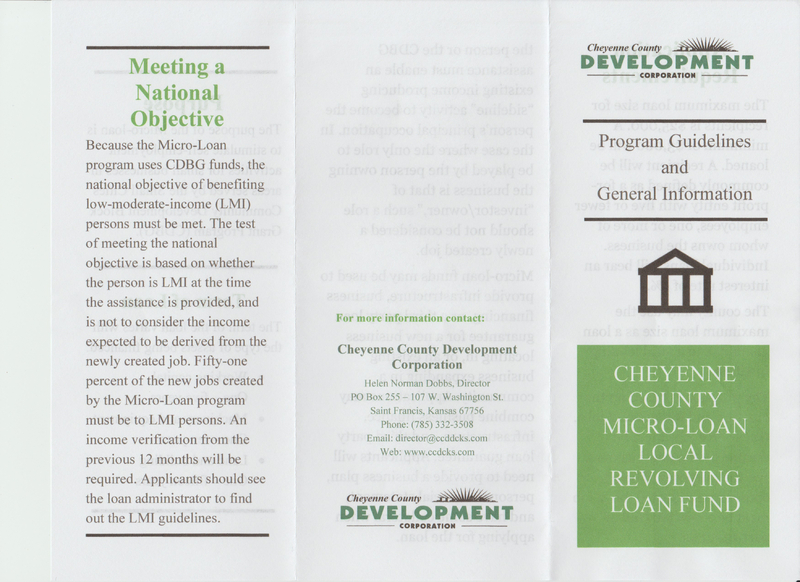 Meeting a
National
Objective
Because the Micro-Loan
program uses CDBG funds, the
national objective of benefiting
low-moderate-income (LMI)
persons must be met. The test
of meeting the national
objective is based on whether
the person is LMI at the time
the assistance is provided, and
is not to consider the income
expected to be derived from the
newly created job. Fifty-one
percent of the new jobs created
by the Micro-Loan program
must be to LMI persons. An
income verification from the
previous 12 months will be
required. Applicants should see
the loan administrator to find
out the LMI guidelines.
For more information contact:
Cheyenne County Development
Corporation
Helen Norman Dobbs, Director
PO Box 255 – 107 W. Washington St.
Saint Francis, Kansas 67756
Phone: (785) 332-3508
Email: director@ccddcks.com
Web: www.ccdcks.com
Cheyenne County
DEVELOPMENT
CORPORATION
Cheyenne County
DEVELOPMENT
CORPORATION
Program Guidelines
and
General Information
CHEYENNE
COUNTY
MICRO-LOAN
LOCAL
REVOLVING
LOAN FUND